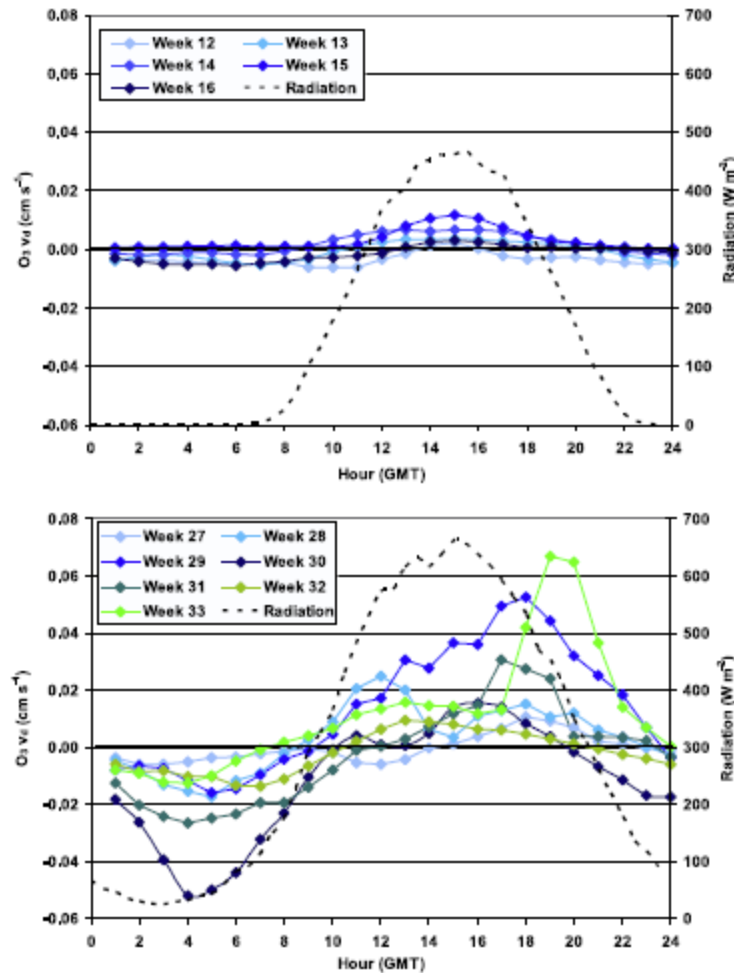 0.08
0,06
0,04
0,02
0.00
-0.02
-0,04
-0.06
O₃ vd (cm s⁻¹)
Week 12 Week 13
Week 14 Week 15
Week 16 Radiation
700
600
500
400
300
200
100
0
Radiation (W m⁻²)
0 2 4 6 8 10 12 14 16 18 20 22 24
Hour (GMT)
0.08
0.06
0.04
0.02
0.00
-0.02
-0.04
-0.06
O₃ vd (cm s⁻¹)
Week 27 Week 28
Week 29 Week 30
Week 31 Week 32
Week 33 Radiation
700
600
500
400
300
200
100
0
Radiation (W m⁻²)
0 2 4 6 8 10 12 14 16 18 20 22 24
Hour (GMT)